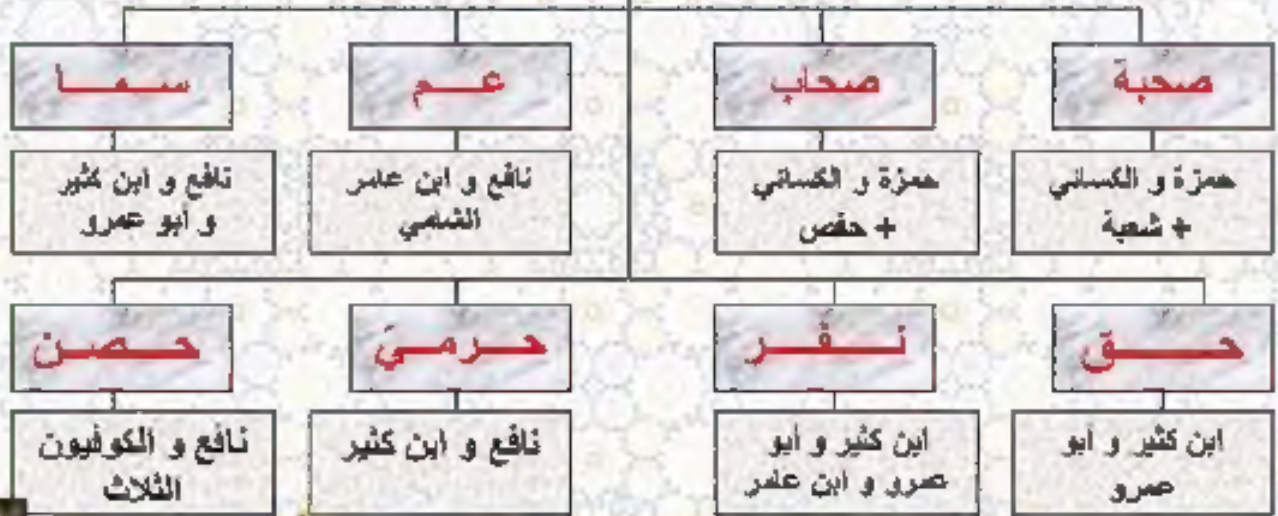 صحبة
حمزة و الكسائي
+ شعبة
صحاب
حمزة و الكسائي
+ حفص
عم
نافع و ابن عامر
الشامي
سما
نافع و ابن كثير
و أبو عمرو
حق
ابن كثير و أبو
عمرو
نفر
ابن كثير و أبو
عمرو و ابن عامر
حرمي
نافع و ابن كثير
حصن
نافع و الكوفيون
الثلاث